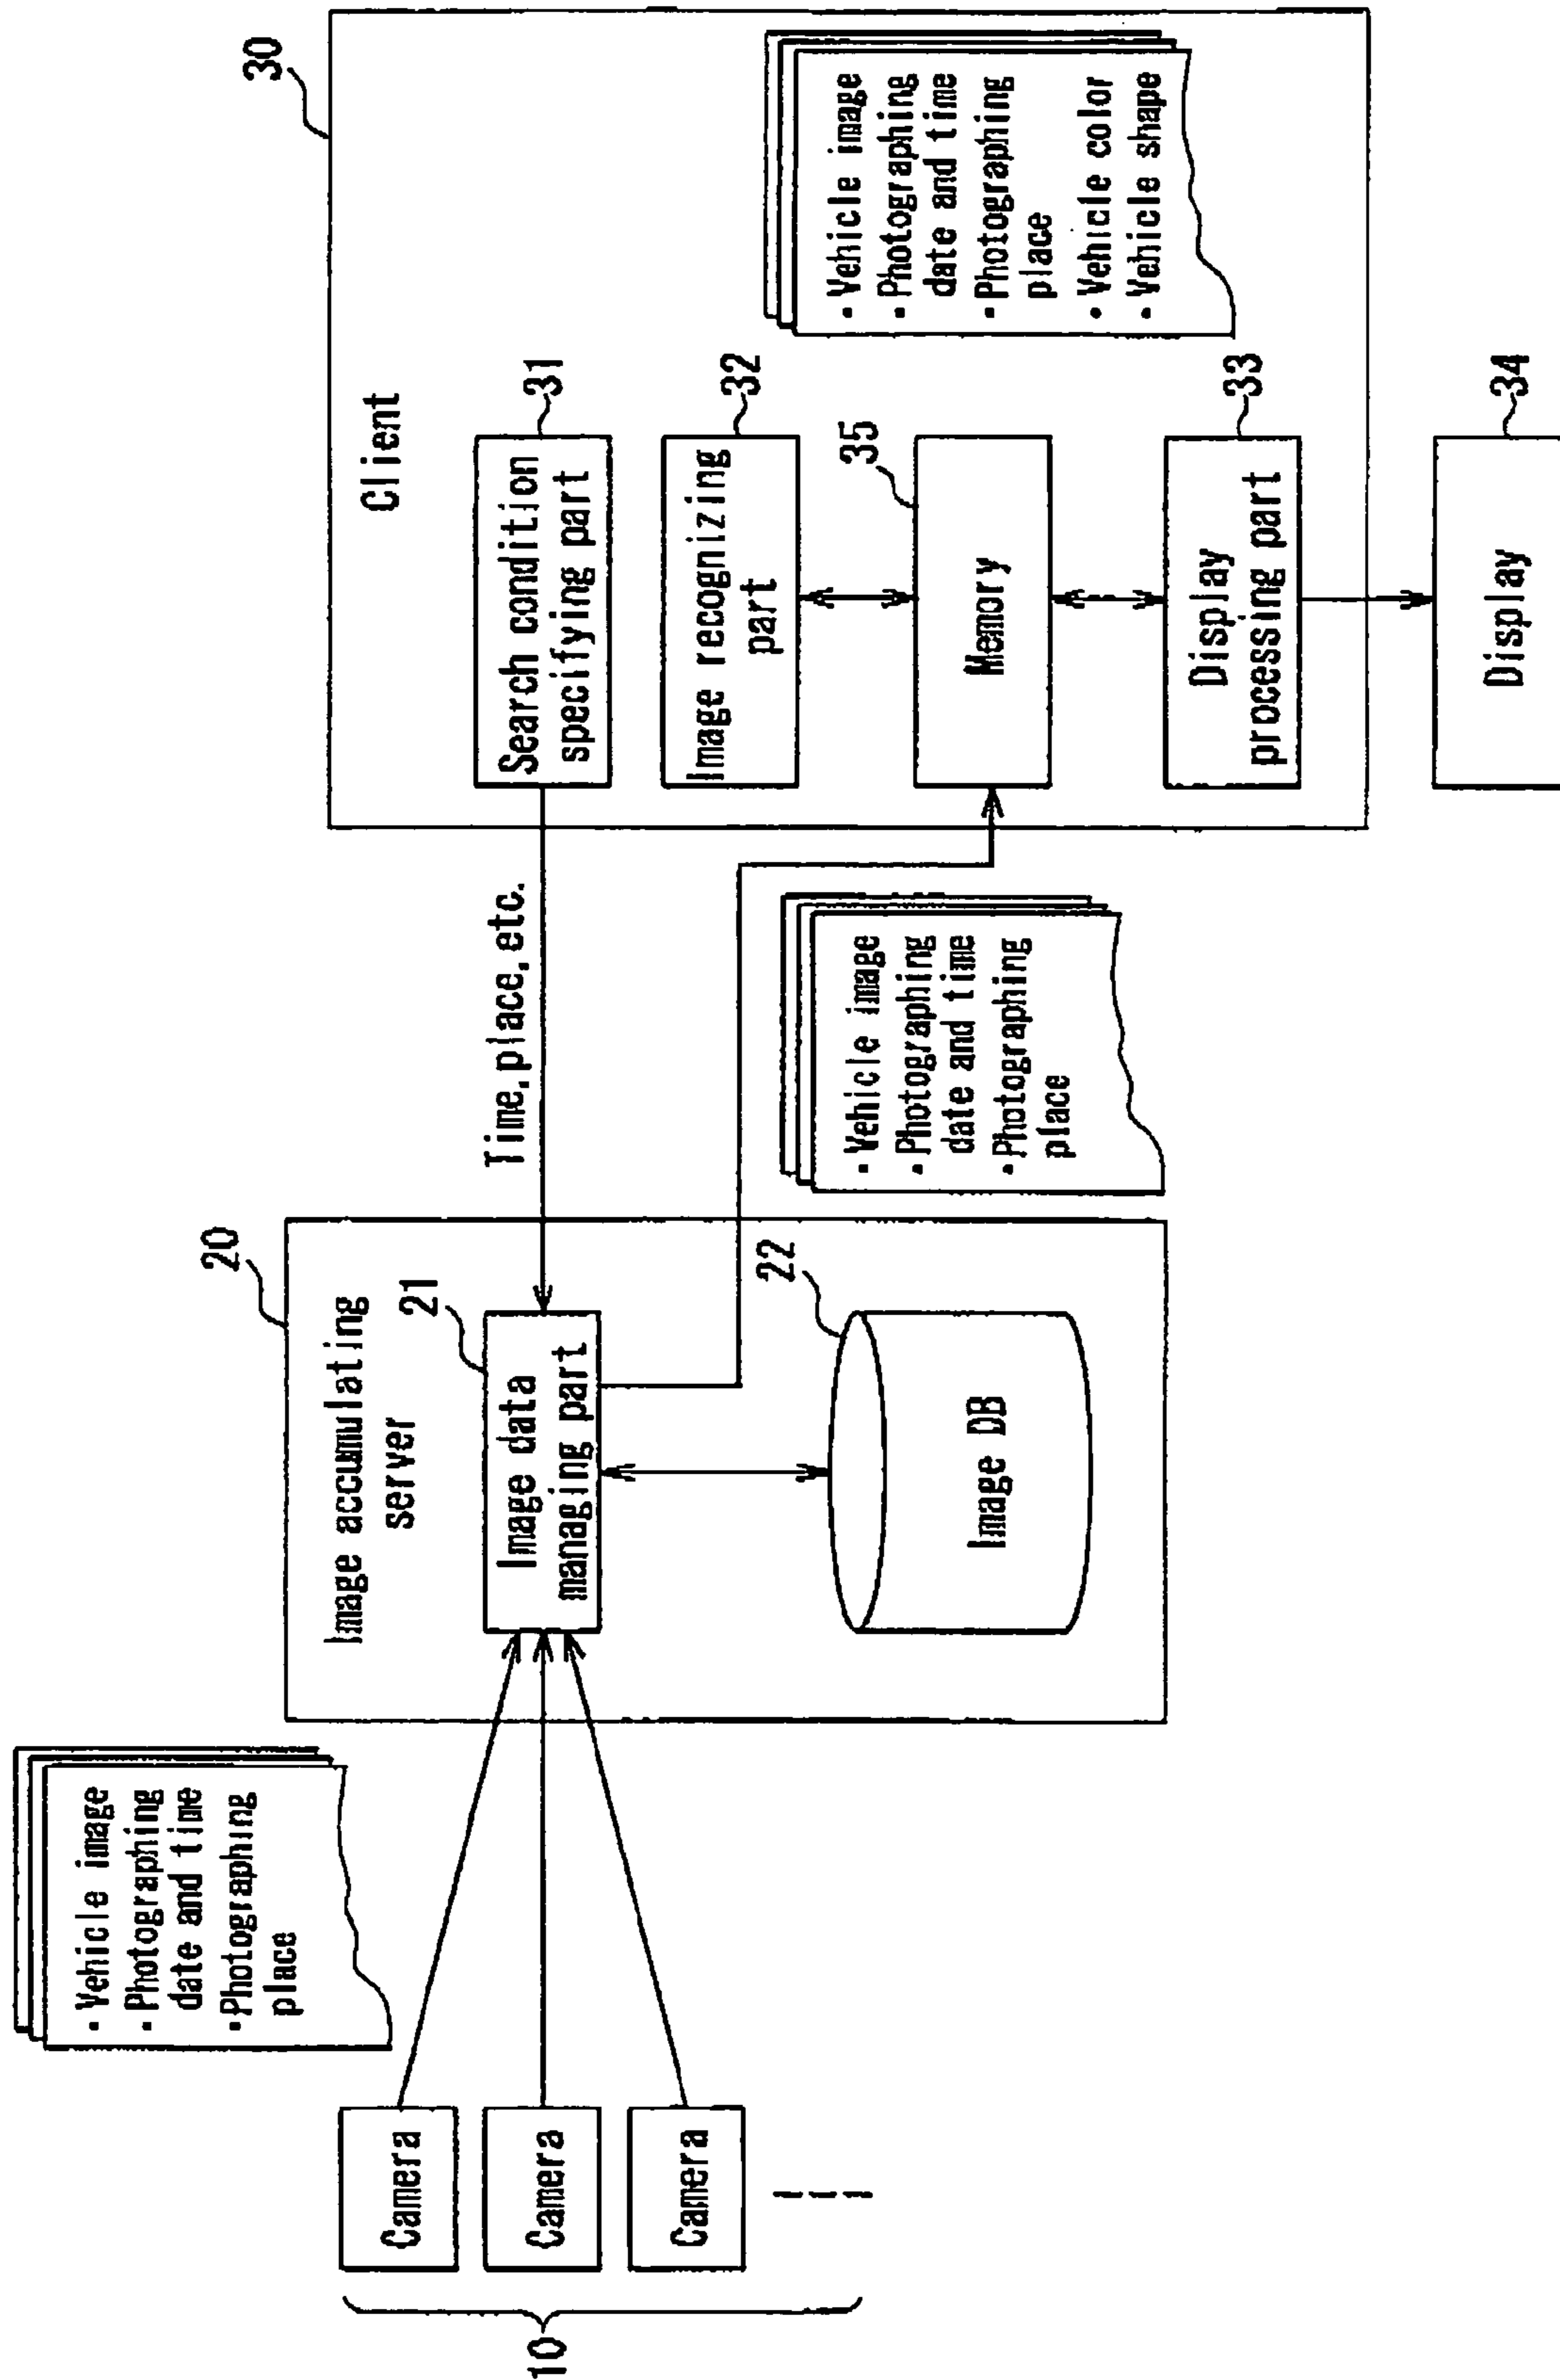 · Vehicle image
· Photographing
date and time
· Photographing
place
10
Camera
Camera
Camera
20
Image accumulating
server
21
Image data
managing part
22
Image DB
Time,place,etc.
· Vehicle image
· Photographing
date and time
· Photographing
place
30
Client
31
Search condition
specifying part
32
Image recognizing
part
35
Memory
33
Display
processing part
34
Display
· Vehicle image
· Photographing
date and time
· Photographing
place
· Vehicle color
· Vehicle shape